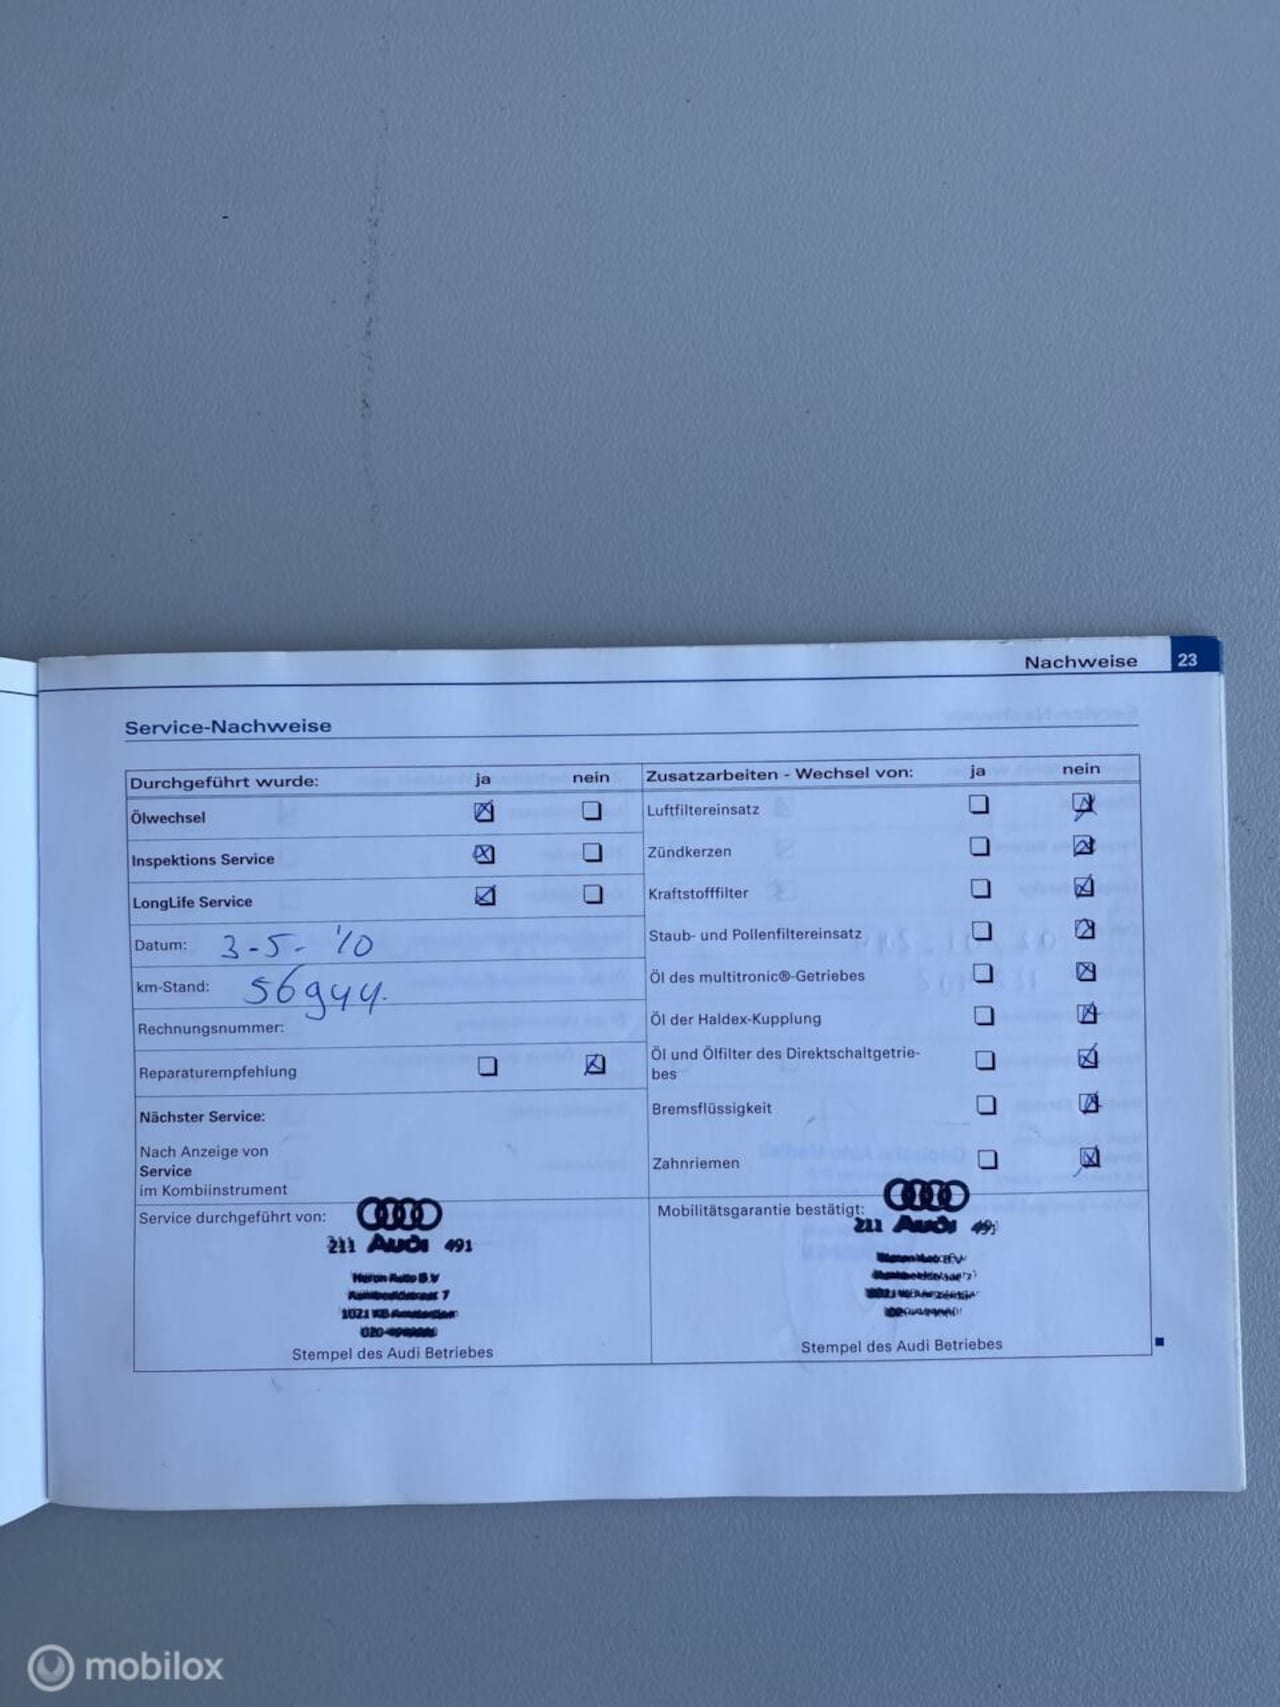 Nachweise 23
Service-Nachweise
Durchgeführt wurde: ja nein
Ölwechsel
Inspektions Service
LongLife Service
Datum: 3-5-'10
km-Stand:
Rechnungsnummer:
Reparaturempfehlung
Nächster Service:
Nach Anzeige von
Service
im Kombiinstrument
Service durchgeführt von:
211 Audi 491
Heron Auto B.V
1021
020-
Stempel des Audi Betriebes
Zusatzarbeiten - Wechsel von: ja nein
Luftfiltereinsatz
Zündkerzen
Kraftstofffilter
Staub- und Pollenfiltereinsatz
Öl des multitronic®-Getriebes
Öl der Haldex-Kupplung
Öl und Ölfilter des Direktschaltgetrie-
bes
Bremsflüssigkeit
Zahnriemen
Mobilitätsgarantie bestätigt:
211 Audi 491
Stempel des Audi Betriebes
mobilox